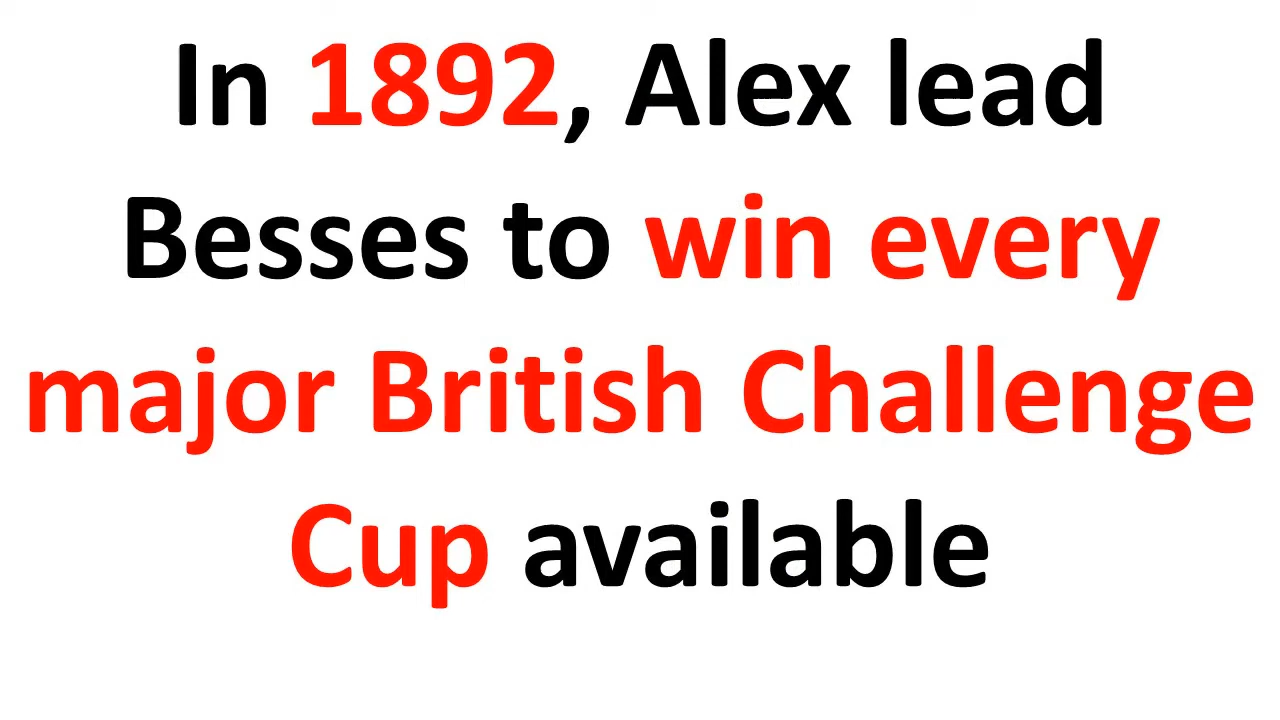 In 1892, Alex lead
Besses to win every
major British Challenge
Cup available